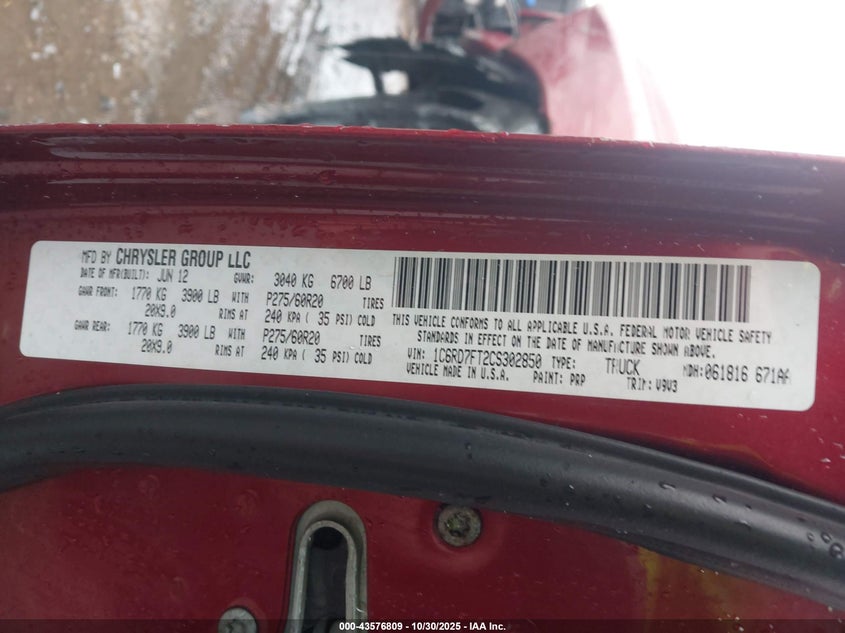 MFD BY CHRYSLER GROUP LLC
DATE OF MFR(BUILT): JUN 12 GVWR: 3040 KG 6700 LB
GAWR FRONT: 1770 KG 3900 LB WITH P275/60R20 TIRES
20X9.0 RIMS AT 240 KPA ( 35 PSI) COLD
GAWR REAR: 1770 KG 3900 LB WITH P275/60R20 TIRES
20X9.0 RIMS AT 240 KPA ( 35 PSI) COLD
THIS VEHICLE CONFORMS TO ALL APPLICABLE U.S.A. FEDERAL MOTOR VEHICLE SAFETY
STANDARDS IN EFFECT ON THE DATE OF MANUFACTURE SHOWN ABOVE.
VIN: 1C6RD7FT2CS302850 TYPE: TRUCK MDH: 061816 671AA
VEHICLE MADE IN U.S.A. PAINT: PRP TRIM: V9V3
000-43576809 - 10/30/2025 - IAA Inc.